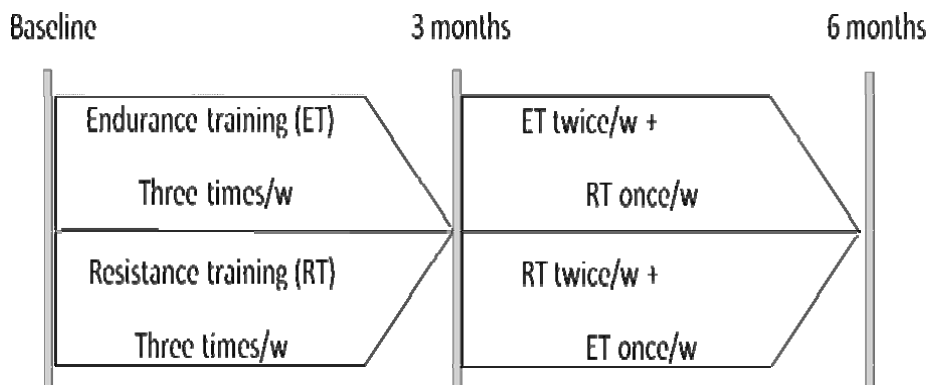 Baseline 3 months 6 months
Endurance training (ET)
Three times/w
ET twice/w +
RT once/w
Resistance training (RT)
Three times/w
RT twice/w +
ET once/w